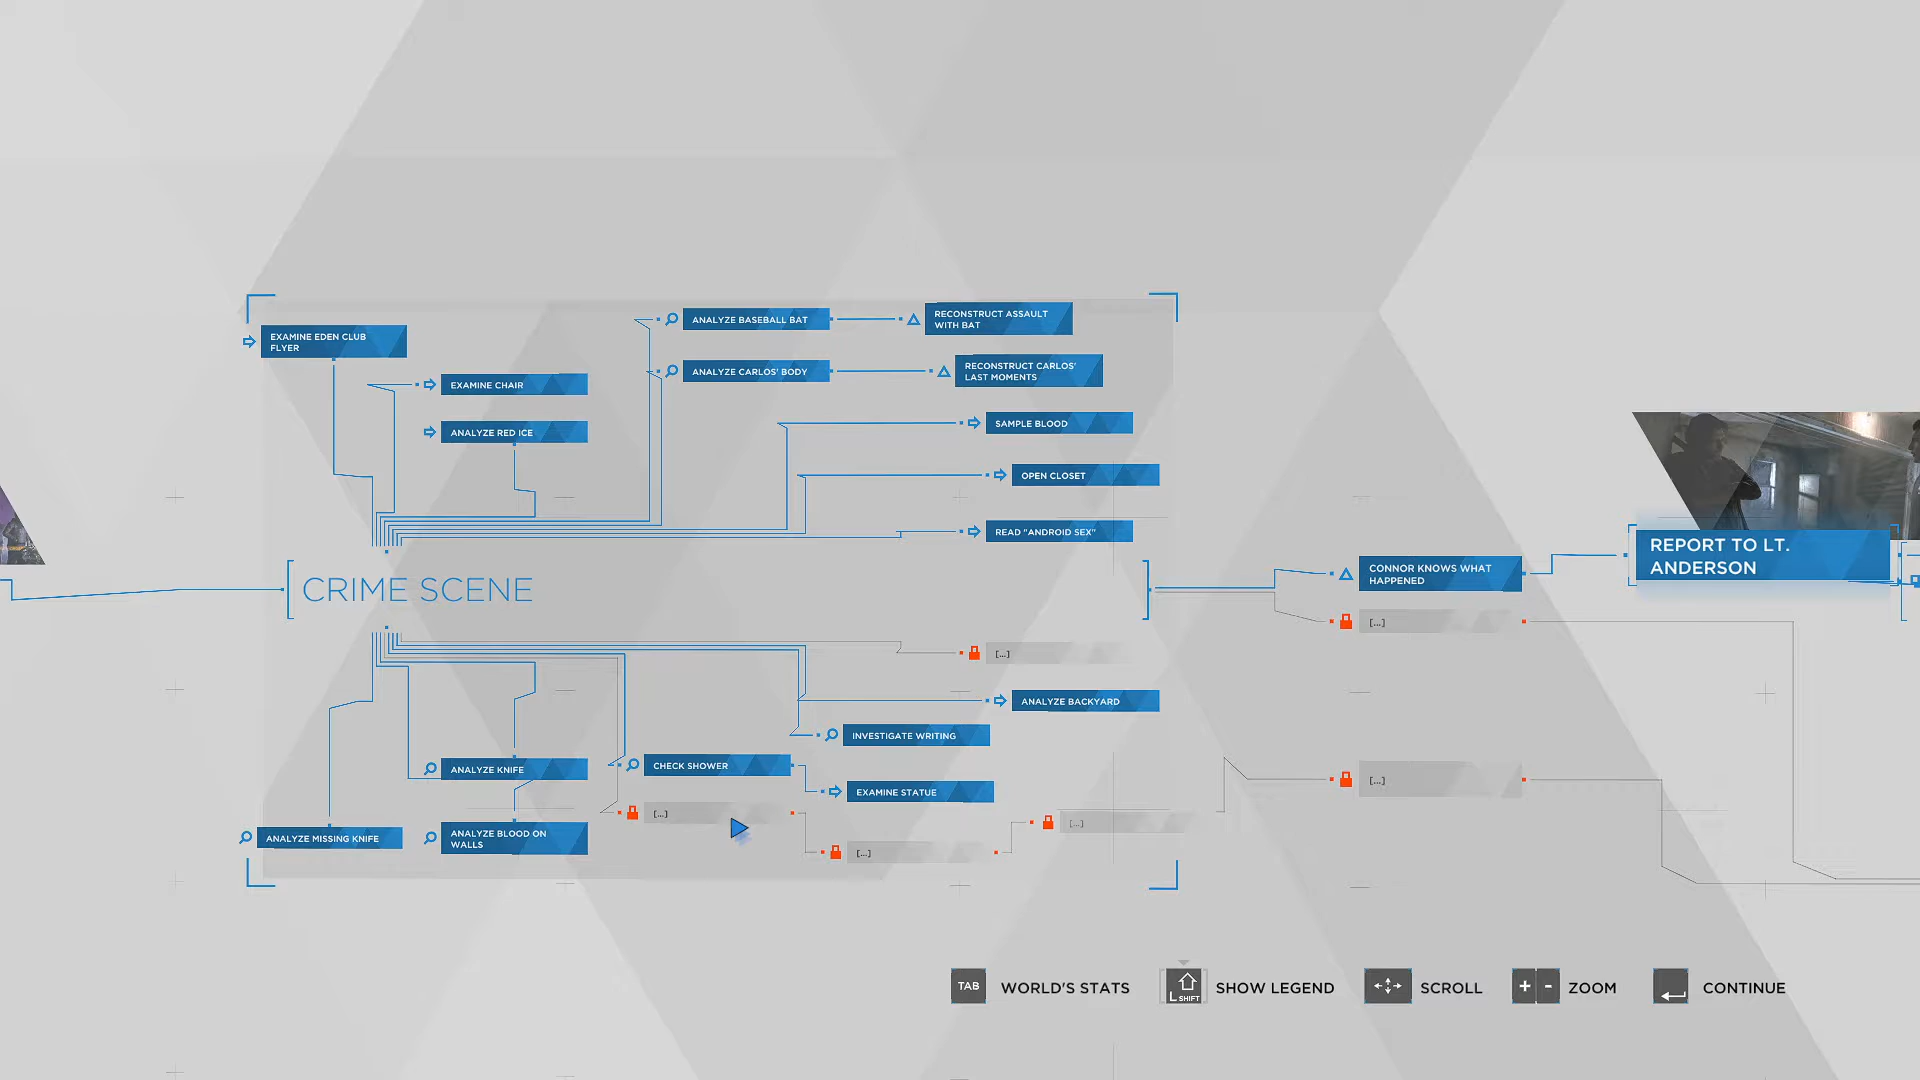 EXAMINE EDEN CLUB
FLYER
EXAMINE CHAIR
ANALYZE RED ICE
ANALYZE BASEBALL BAT
RECONSTRUCT ASSAULT
WITH BAT
ANALYZE CARLOS' BODY
RECONSTRUCT CARLOS'
LAST MOMENTS
SAMPLE BLOOD
OPEN CLOSET
READ "ANDROID SEX"
CRIME SCENE
CONNOR KNOWS WHAT
HAPPENED
REPORT TO LT.
ANDERSON
[...]
[...]
ANALYZE BACKYARD
INVESTIGATE WRITING
ANALYZE KNIFE
CHECK SHOWER
[...]
EXAMINE STATUE
[...]
[...]
ANALYZE MISSING KNIFE
ANALYZE BLOOD ON
WALLS
[...]
TAB WORLD'S STATS
L SHIFT SHOW LEGEND
SCROLL
+ - ZOOM
CONTINUE